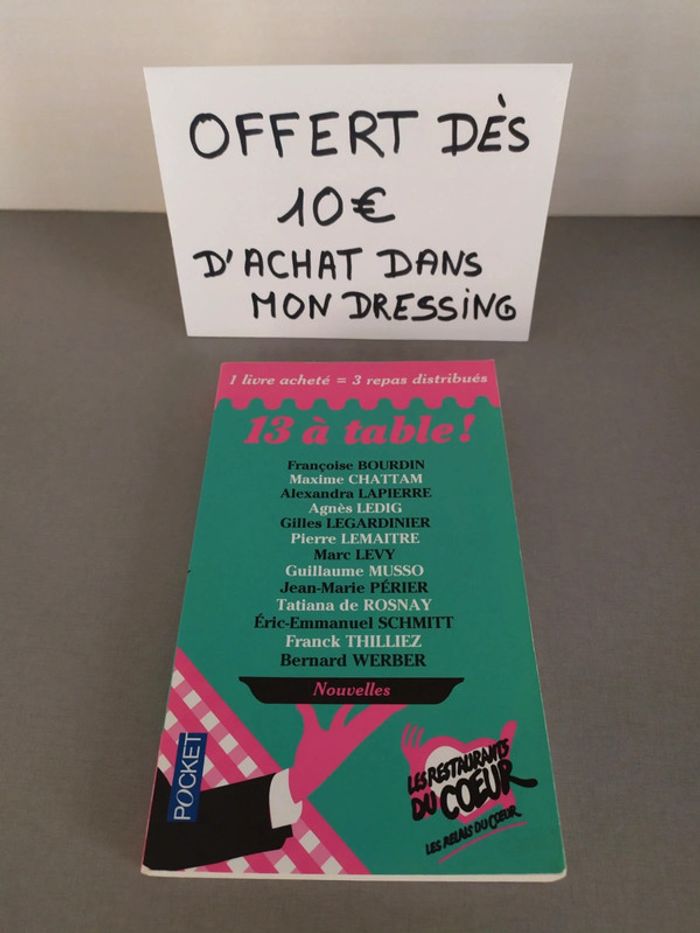 OFFERT DÈS
10€
D'ACHAT DANS
MON DRESSING
1 livre acheté = 3 repas distribués
13 à table !
Françoise BOURDIN
Maxime CHATTAM
Alexandra LAPIERRE
Agnès LEDIG
Gilles LEGARDINIER
Pierre LEMAITRE
Marc LEVY
Guillaume MUSSO
Jean-Marie PÉRIER
Tatiana de ROSNAY
Éric-Emmanuel SCHMITT
Franck THILLIEZ
Bernard WERBER
Nouvelles
POCKET
LES RESTAURANTS
DU CŒUR
LES RELAIS DU CŒUR